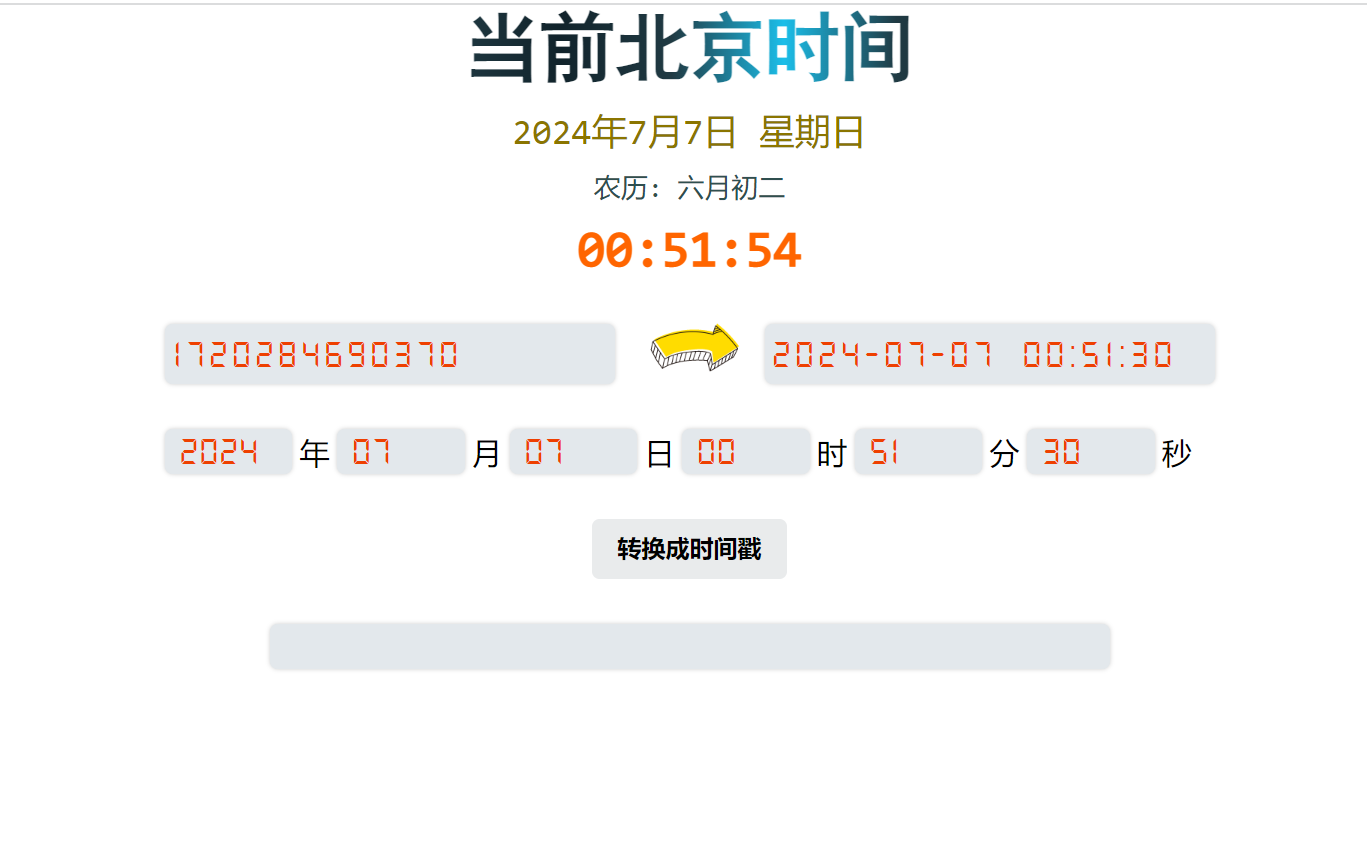 当前北京时间
2024年7月7日 星期日
农历: 六月初二
00:51:54
1720284690370 2024-07-07 00:51:30
2024 年 07 月 07 日 00 时 51 分 30 秒
转换成时间戳